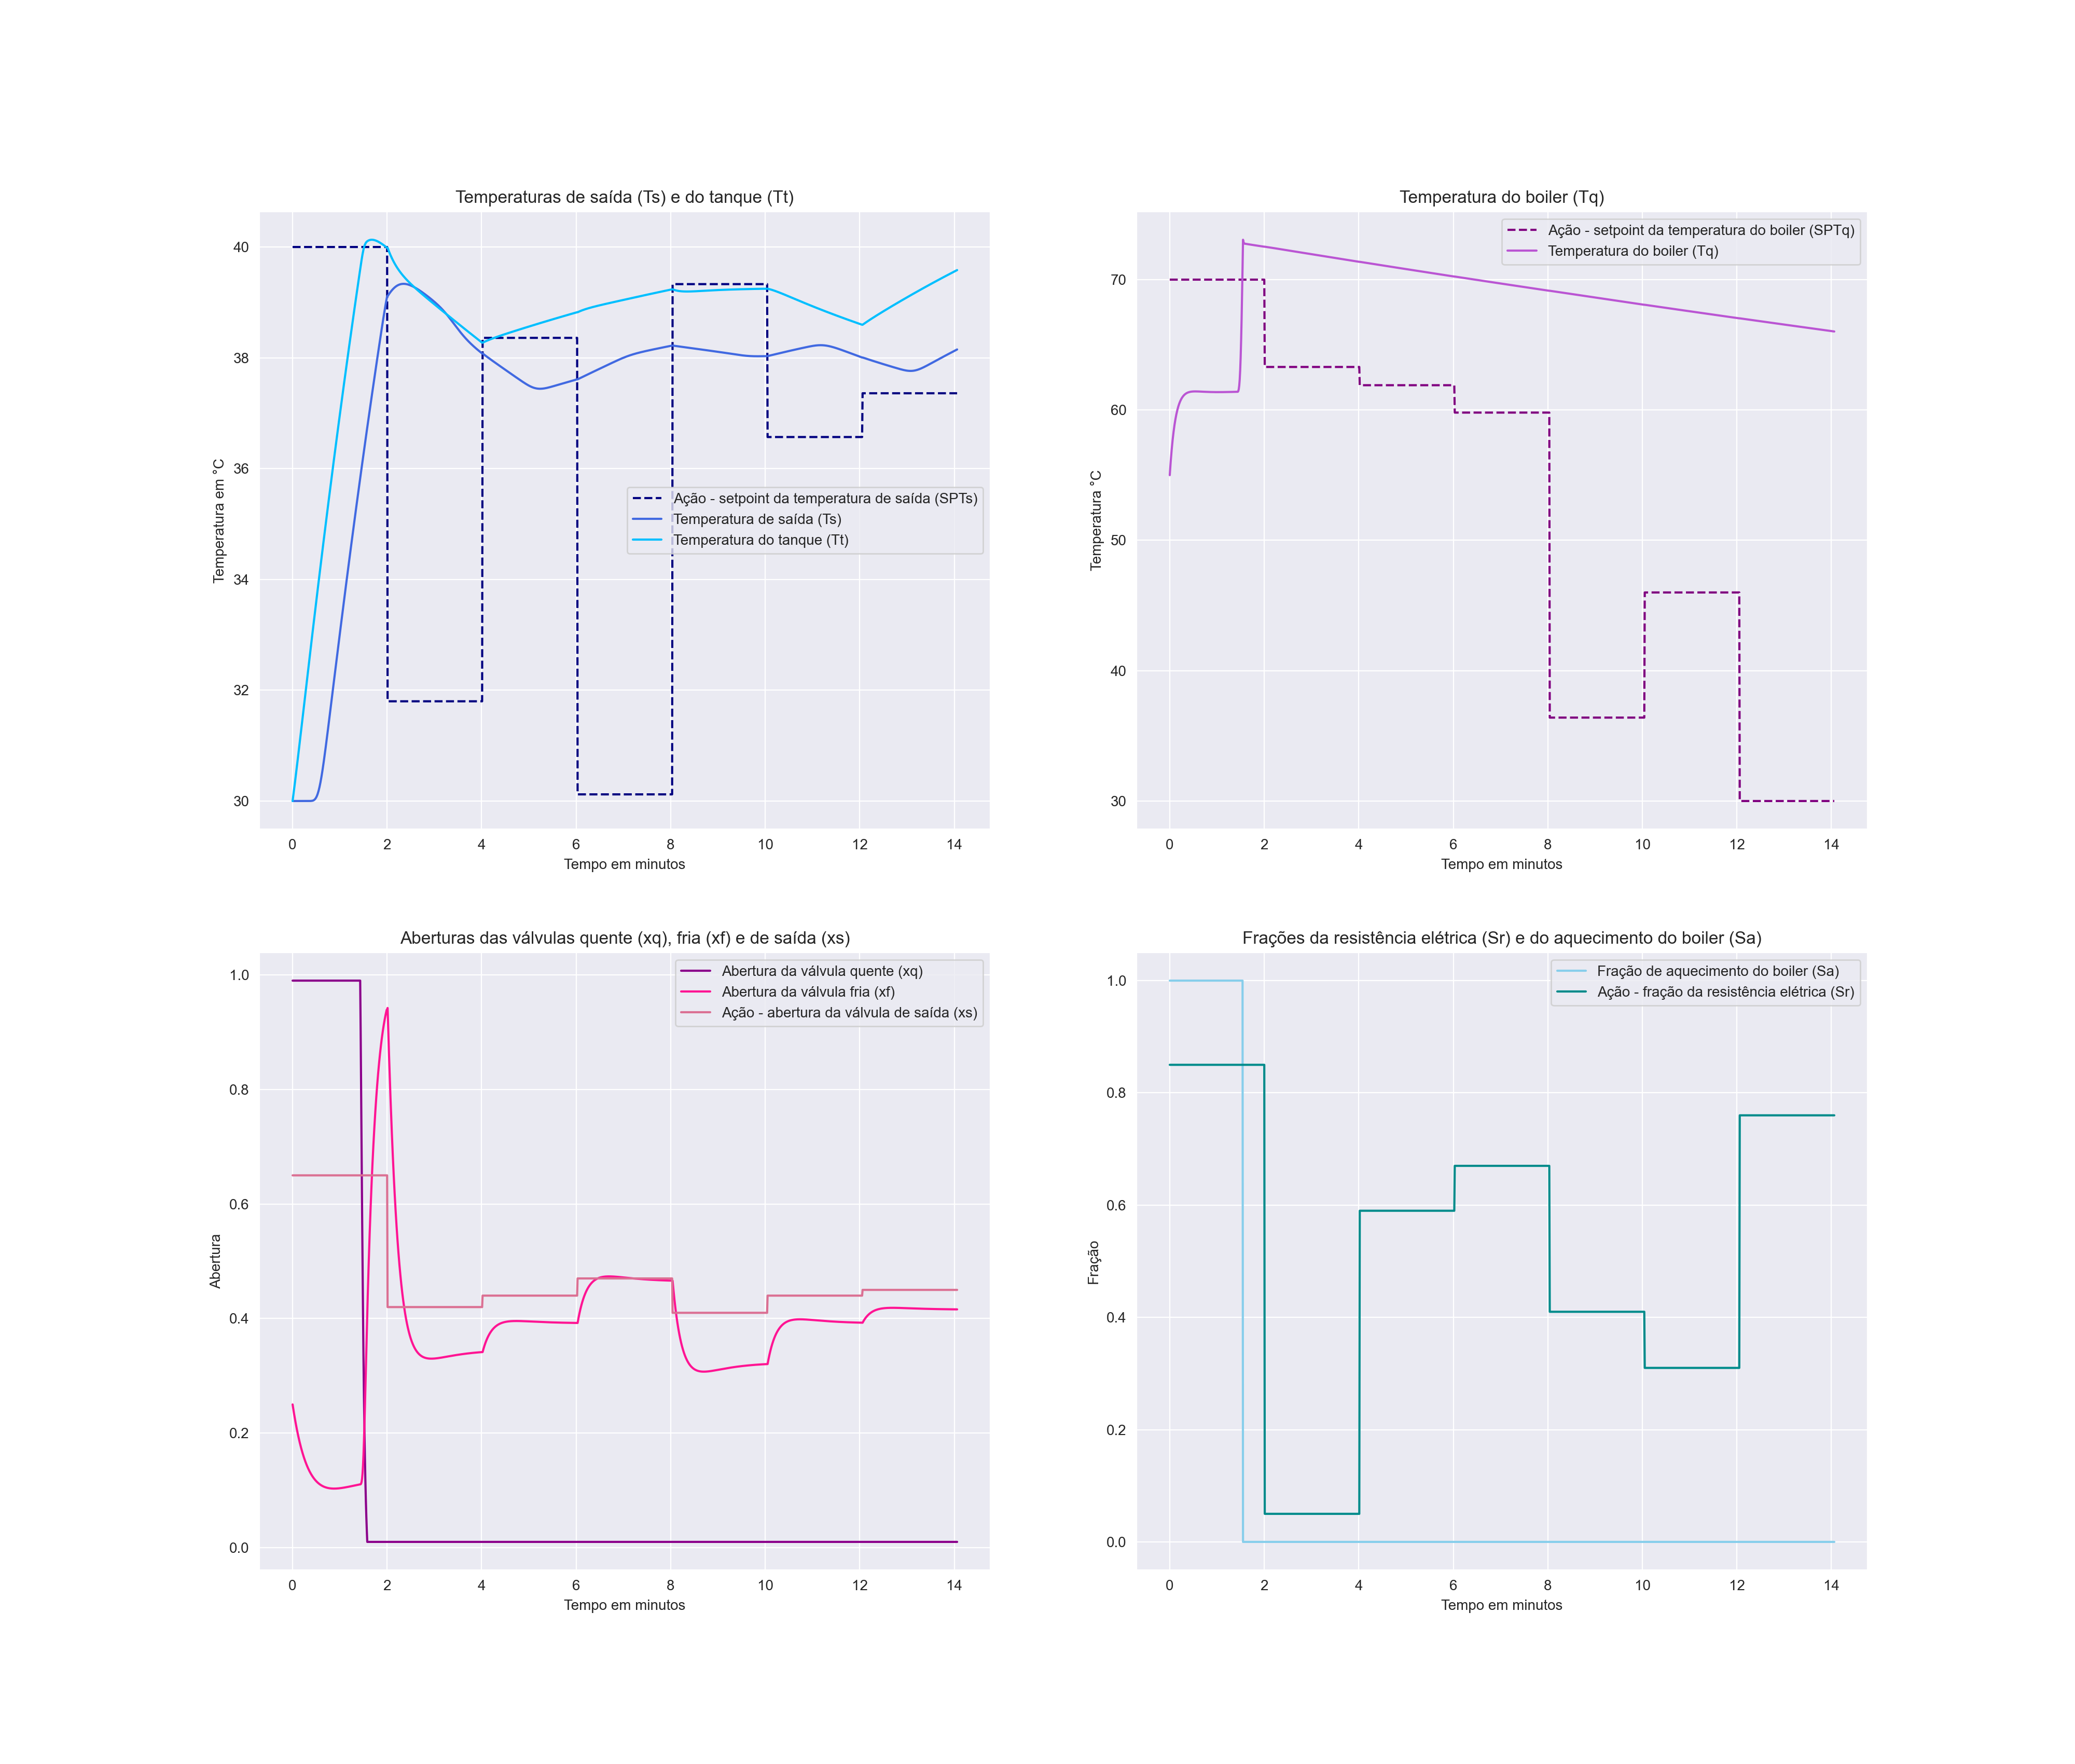 Temperaturas de saída (Ts) e do tanque (Tt)
40
38
36
34
32
30
Temperatura em °C
Ação - setpoint da temperatura de saída (SPTs)
Temperatura de saída (Ts)
Temperatura do tanque (Tt)
0 2 4 6 8 10 12 14
Tempo em minutos
Temperatura do boiler (Tq)
Ação - setpoint da temperatura do boiler (SPTq)
Temperatura do boiler (Tq)
70
60
50
40
30
Temperatura °C
0 2 4 6 8 10 12 14
Tempo em minutos
Aberturas das válvulas quente (xq), fria (xf) e de saída (xs)
Abertura da válvula quente (xq)
Abertura da válvula fria (xf)
Ação - abertura da válvula de saída (xs)
1.0
0.8
0.6
0.4
0.2
0.0
Abertura
0 2 4 6 8 10 12 14
Tempo em minutos
Frações da resistência elétrica (Sr) e do aquecimento do boiler (Sa)
Fração de aquecimento do boiler (Sa)
Ação - fração da resistência elétrica (Sr)
1.0
0.8
0.6
0.4
0.2
0.0
Fração
0 2 4 6 8 10 12 14
Tempo em minutos